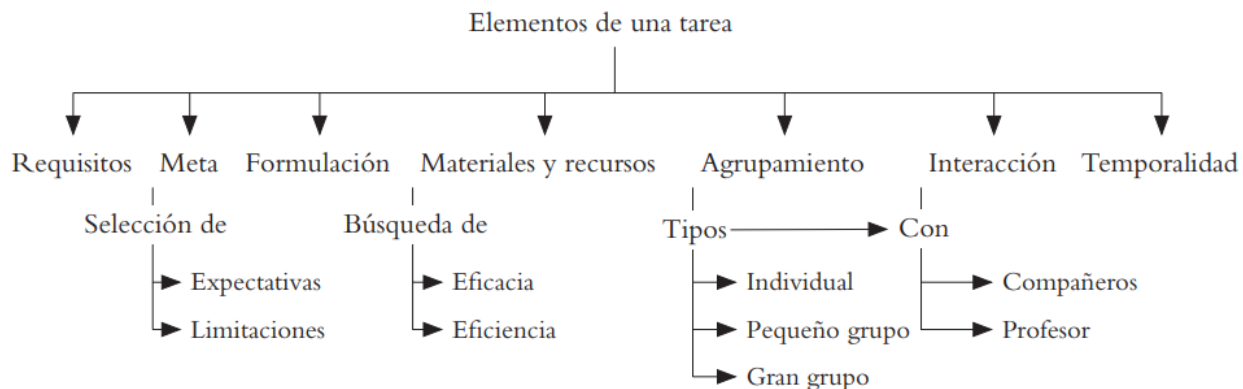 Elementos de una tarea
Requisitos Meta Formulación Materiales y recursos Agrupamiento Interacción Temporalidad
Selección de Búsqueda de Tipos Con
Expectativas Eficacia Individual Compañeros
Limitaciones Eficiencia Pequeño grupo Profesor
Gran grupo